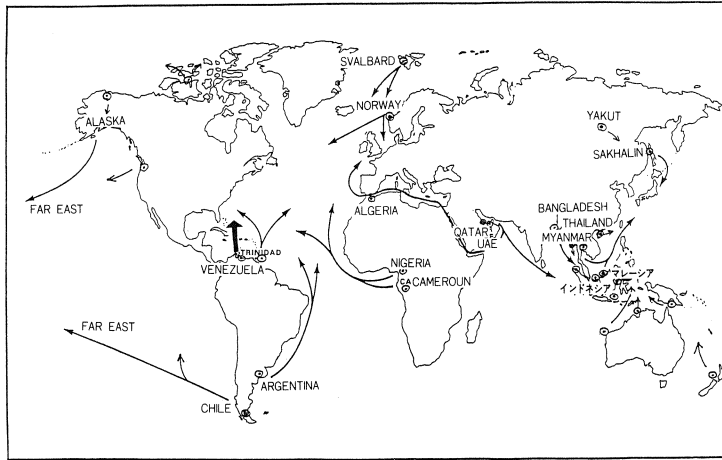 SVALBARD
NORWAY
ALASKA
YAKUT
SAKHALIN
FAR EAST
ALGERIA
BANGLADESH
THAILAND
QATAR
UAE
MYANMAR
TRINIDAD
VENEZUELA
NIGERIA
CA CAMEROUN
マレーシア
インドネシア
FAR EAST
ARGENTINA
CHILE